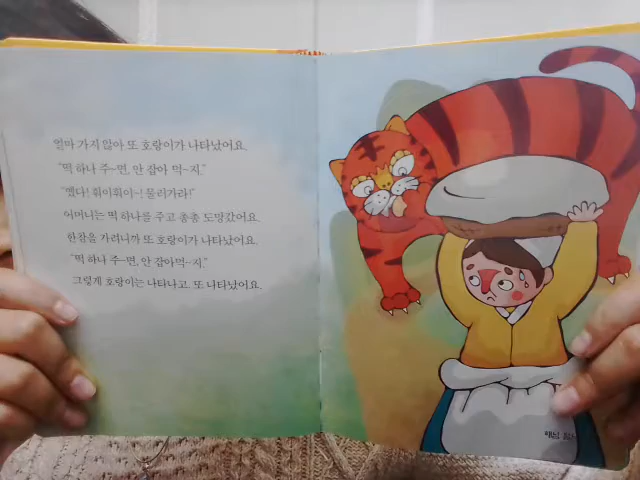 얼마 가지 않아 또 호랑이가 나타났어요.
"떡 하나 주~면, 안 잡아 먹~지."
"옜다! 훠이훠이~! 물러가라!"
어머니는 떡 하나를 주고 총총 도망갔어요.
한참을 가려니까 또 호랑이가 나타났어요.
"떡 하나 주~면, 안 잡아먹~지."
그렇게 호랑이는 나타나고, 또 나타났어요.